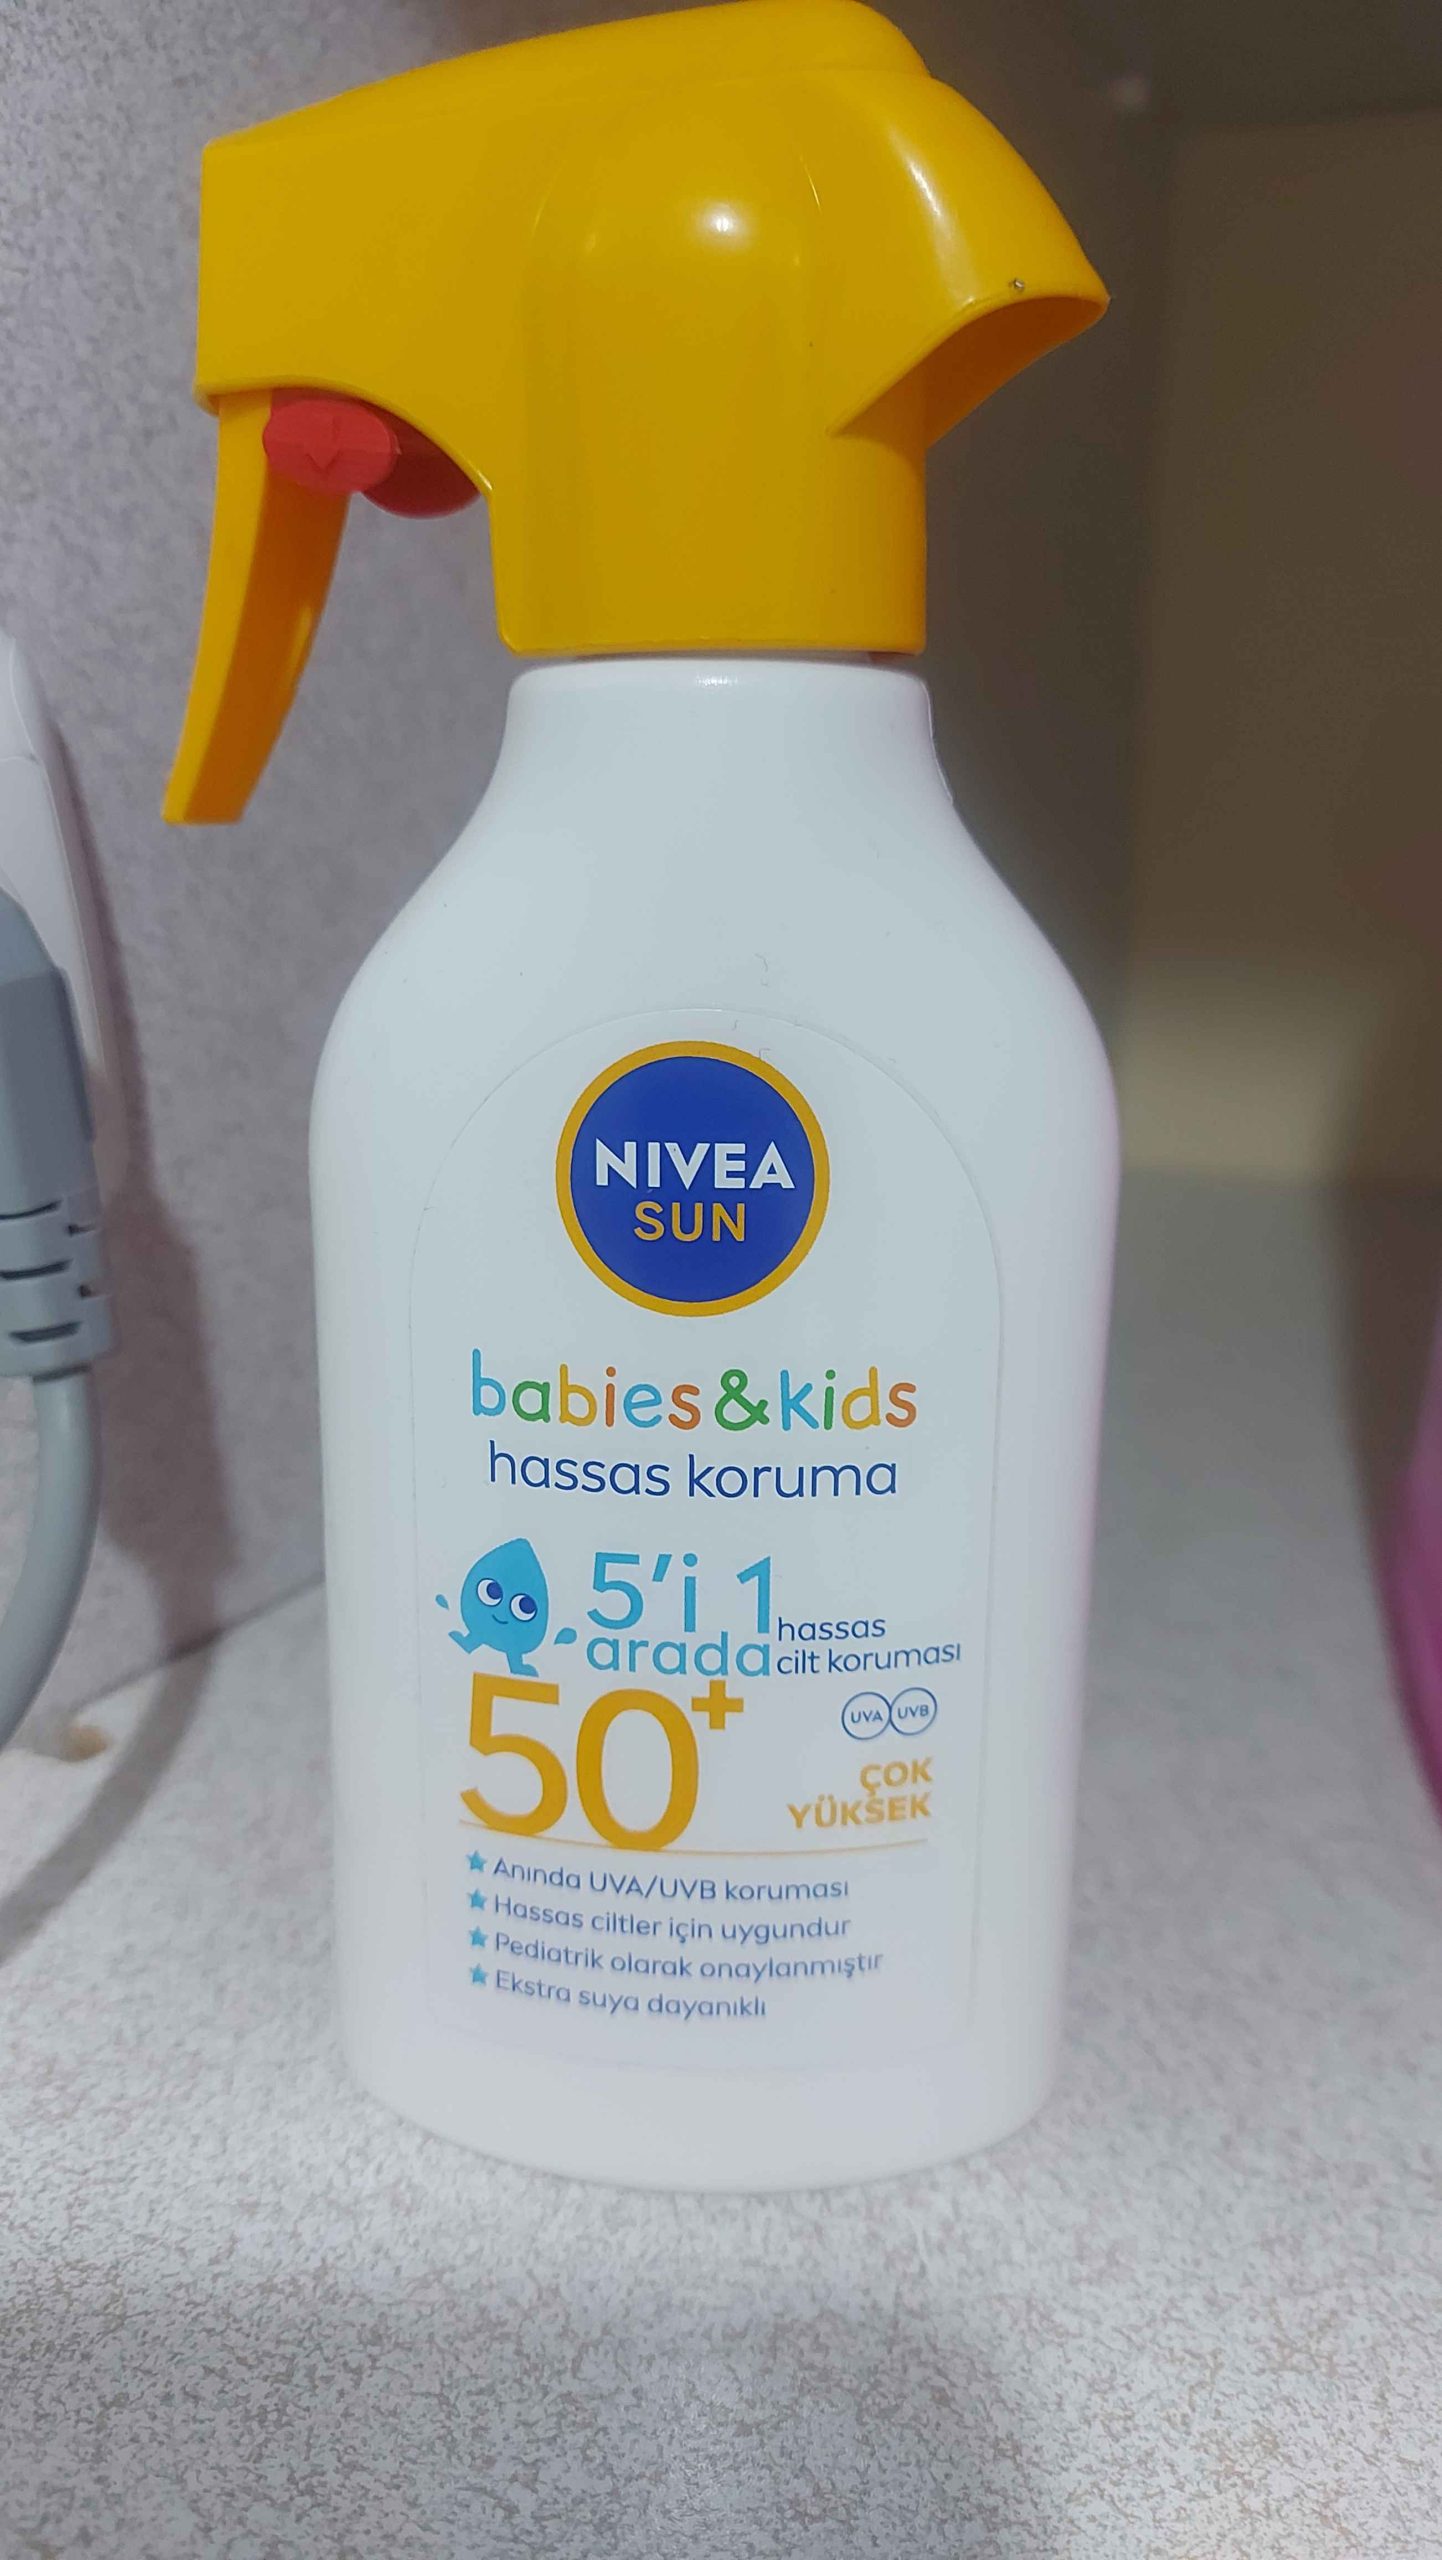 NIVEA
SUN
babies&kids
hassas koruma
5'i 1
arada
hassas
cilt koruması
50+
UVA UVB
ÇOK
YÜKSEK
Anında UVA/UVB koruması
Hassas ciltler için uygundur
Pediatrik olarak onaylanmıştır
Ekstra suya dayanıklı